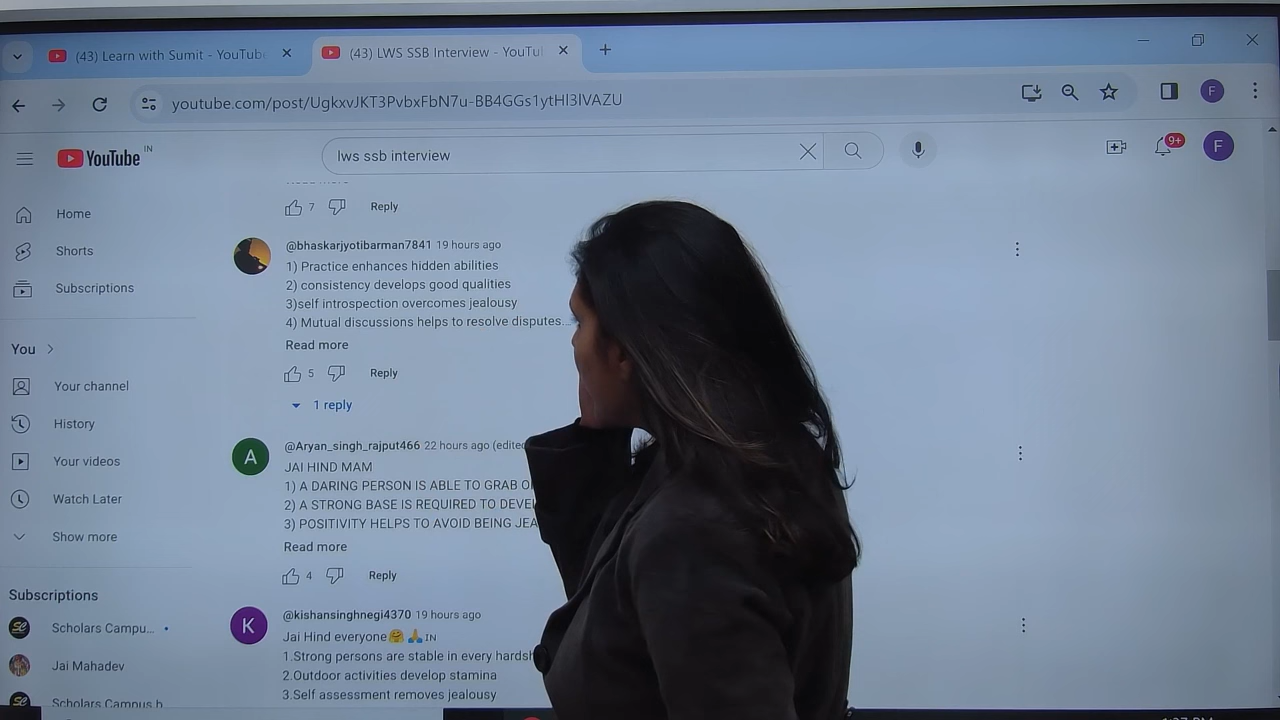 (43) Learn with Sumit - YouTube
(43) LWS SSB Interview - YouTu
youtube.com/post/UgkxvJKT3PvbxFbN7u-BB4GGs1ytHl3lVAZU
F
YouTube IN
lws ssb interview
9+
F
Home
Shorts
Subscriptions
You
Your channel
History
Your videos
Watch Later
Show more
Subscriptions
Scholars Campu...
Jai Mahadev
Scholars Campus b
7 Reply
@bhaskarjyotibarman7841 19 hours ago
1) Practice enhances hidden abilities
2) consistency develops good qualities
3)self introspection overcomes jealousy
4) Mutual discussions helps to resolve disputes...
Read more
5 Reply
1 reply
A
@Aryan_singh_rajput466 22 hours ago (edited
JAI HIND MAM
1) A DARING PERSON IS ABLE TO GRAB
2) A STRONG BASE IS REQUIRED TO DEVE
3) POSITIVITY HELPS TO AVOID BEING JEA
Read more
4 Reply
K
@kishansinghnegi4370 19 hours ago
Jai Hind everyone🤗🙏IN
1.Strong persons are stable in every hardsh
2.Outdoor activities develop stamina
3.Self assessment removes jealousy